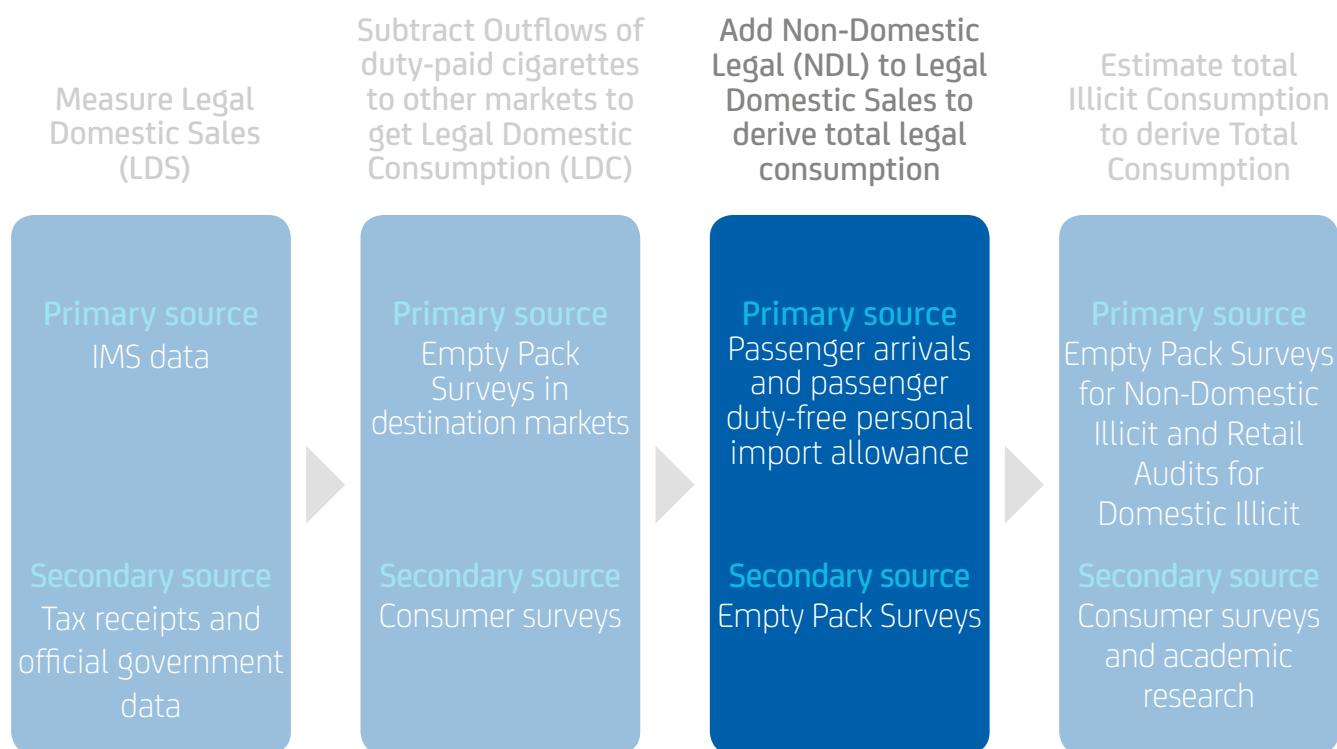 Measure Legal
Domestic Sales
(LDS)
Subtract Outflows of
duty-paid cigarettes
to other markets to
get Legal Domestic
Consumption (LDC)
Add Non-Domestic
Legal (NDL) to Legal
Domestic Sales to
derive total legal
consumption
Estimate total
Illicit Consumption
to derive Total
Consumption
Primary source
IMS data
Secondary source
Tax receipts and
official government
data
Primary source
Empty Pack
Surveys in
destination markets
Secondary source
Consumer surveys
Primary source
Passenger arrivals
and passenger
duty-free personal
import allowance
Secondary source
Empty Pack Surveys
Primary source
Empty Pack Surveys
for Non-Domestic
Illicit and Retail
Audits for
Domestic Illicit
Secondary source
Consumer surveys
and academic
research